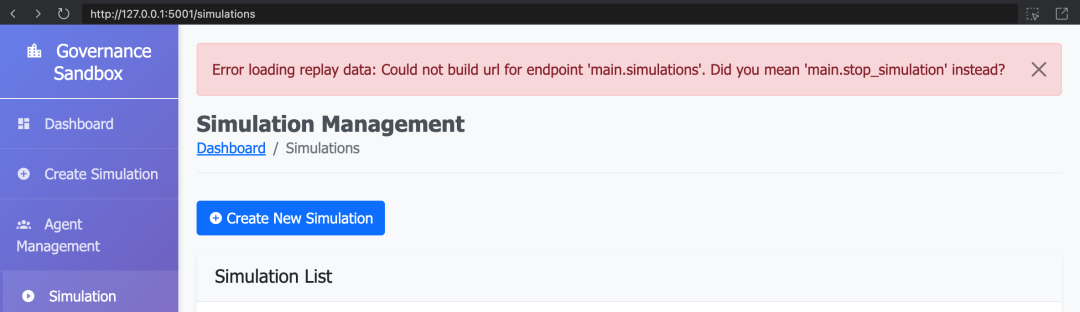 http://127.0.0.1:5001/simulations
Governance
Sandbox
Dashboard
Create Simulation
Agent
Management
Simulation
Error loading replay data: Could not build url for endpoint 'main.simulations'. Did you mean 'main.stop_simulation' instead?
Simulation Management
Dashboard / Simulations
Create New Simulation
Simulation List